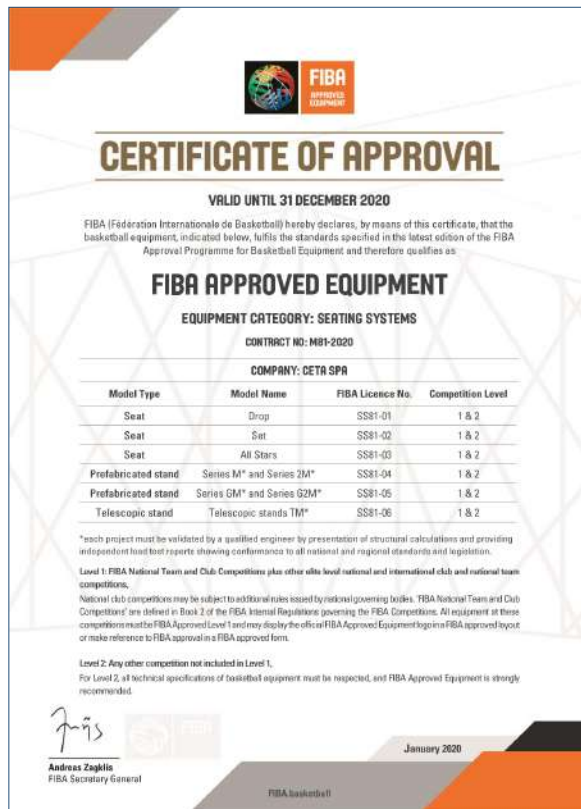 FIBA
APPROVED
EQUIPMENT
CERTIFICATE OF APPROVAL
VALID UNTIL 31 DECEMBER 2020
FIBA (Fédération Internationale de Basketball) hereby declares, by means of this certificate, that the
basketball equipment, indicated below, fulfils the standards specified in the latest edition of the FIBA
Approval Programme for Basketball Equipment and therefore qualifies as:
FIBA APPROVED EQUIPMENT
EQUIPMENT CATEGORY: SEATING SYSTEMS
CONTRACT NO: M81-2020
COMPANY: CETA SPA
Model Type Model Name FIBA Licence No. Competition Level
Seat Drop SS81-01 1 & 2
Seat Set SS81-02 1 & 2
Seat All Stars SS81-03 1 & 2
Prefabricated stand Series M* and Series 2M* SS81-04 1 & 2
Prefabricated stand Series GM* and Series G2M* SS81-05 1 & 2
Telescopic stand Telescopic stands TM* SS81-06 1 & 2
*each project must be validated by a qualified engineer by presentation of structural calculations and providing
independent load test reports showing conformance to all national and regional standards and legislation.
Level 1: FIBA National Team and Club Competitions plus other elite level national and international club and national team
competitions,
National club competitions may be subject to additional rules issued by national governing bodies. 'FIBA National Team and Club
Competitions' are defined in Book 2 of the FIBA Internal Regulations governing the FIBA Competitions. All equipment at these
competitions must be FIBA Approved Level 1 and may display the official FIBA Approved Equipment logo in a FIBA approved layout
or make reference to FIBA approval in a FIBA approved form.
Level 2: Any other competition not included in Level 1,
For Level 2, all technical specifications of basketball equipment must be respected, and FIBA Approved Equipment is strongly
recommended.
Andreas Zagklis
FIBA Secretary General
January 2020
FIBA.basketball